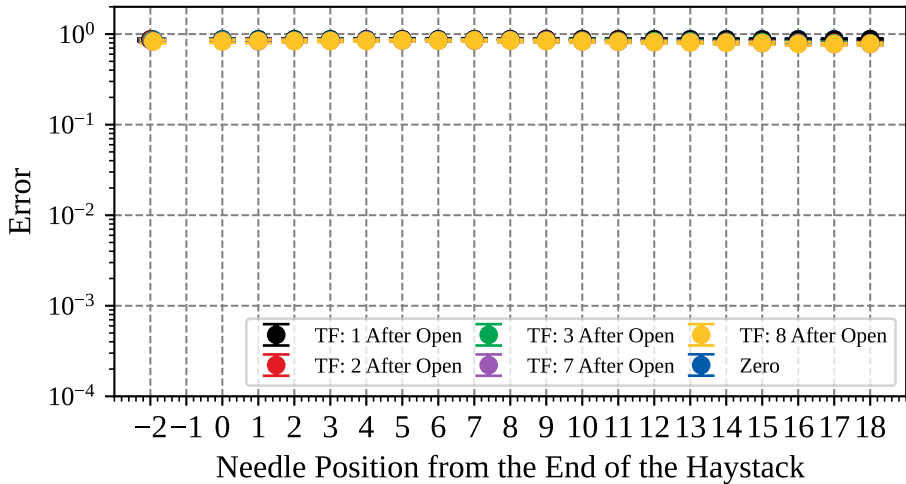 10⁰
10⁻¹
10⁻²
10⁻³
10⁻⁴
Error
TF: 1 After Open TF: 3 After Open TF: 8 After Open
TF: 2 After Open TF: 7 After Open Zero
−2 −1 0 1 2 3 4 5 6 7 8 9 10 11 12 13 14 15 16 17 18
Needle Position from the End of the Haystack